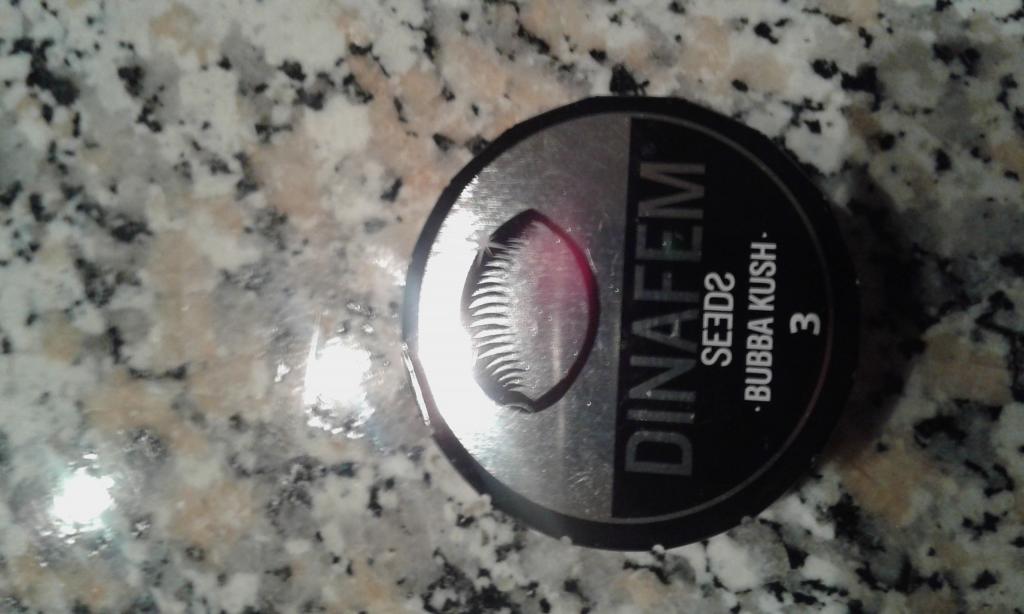 DINAFEM®
SEEDS
·BUBBA KUSH·
3